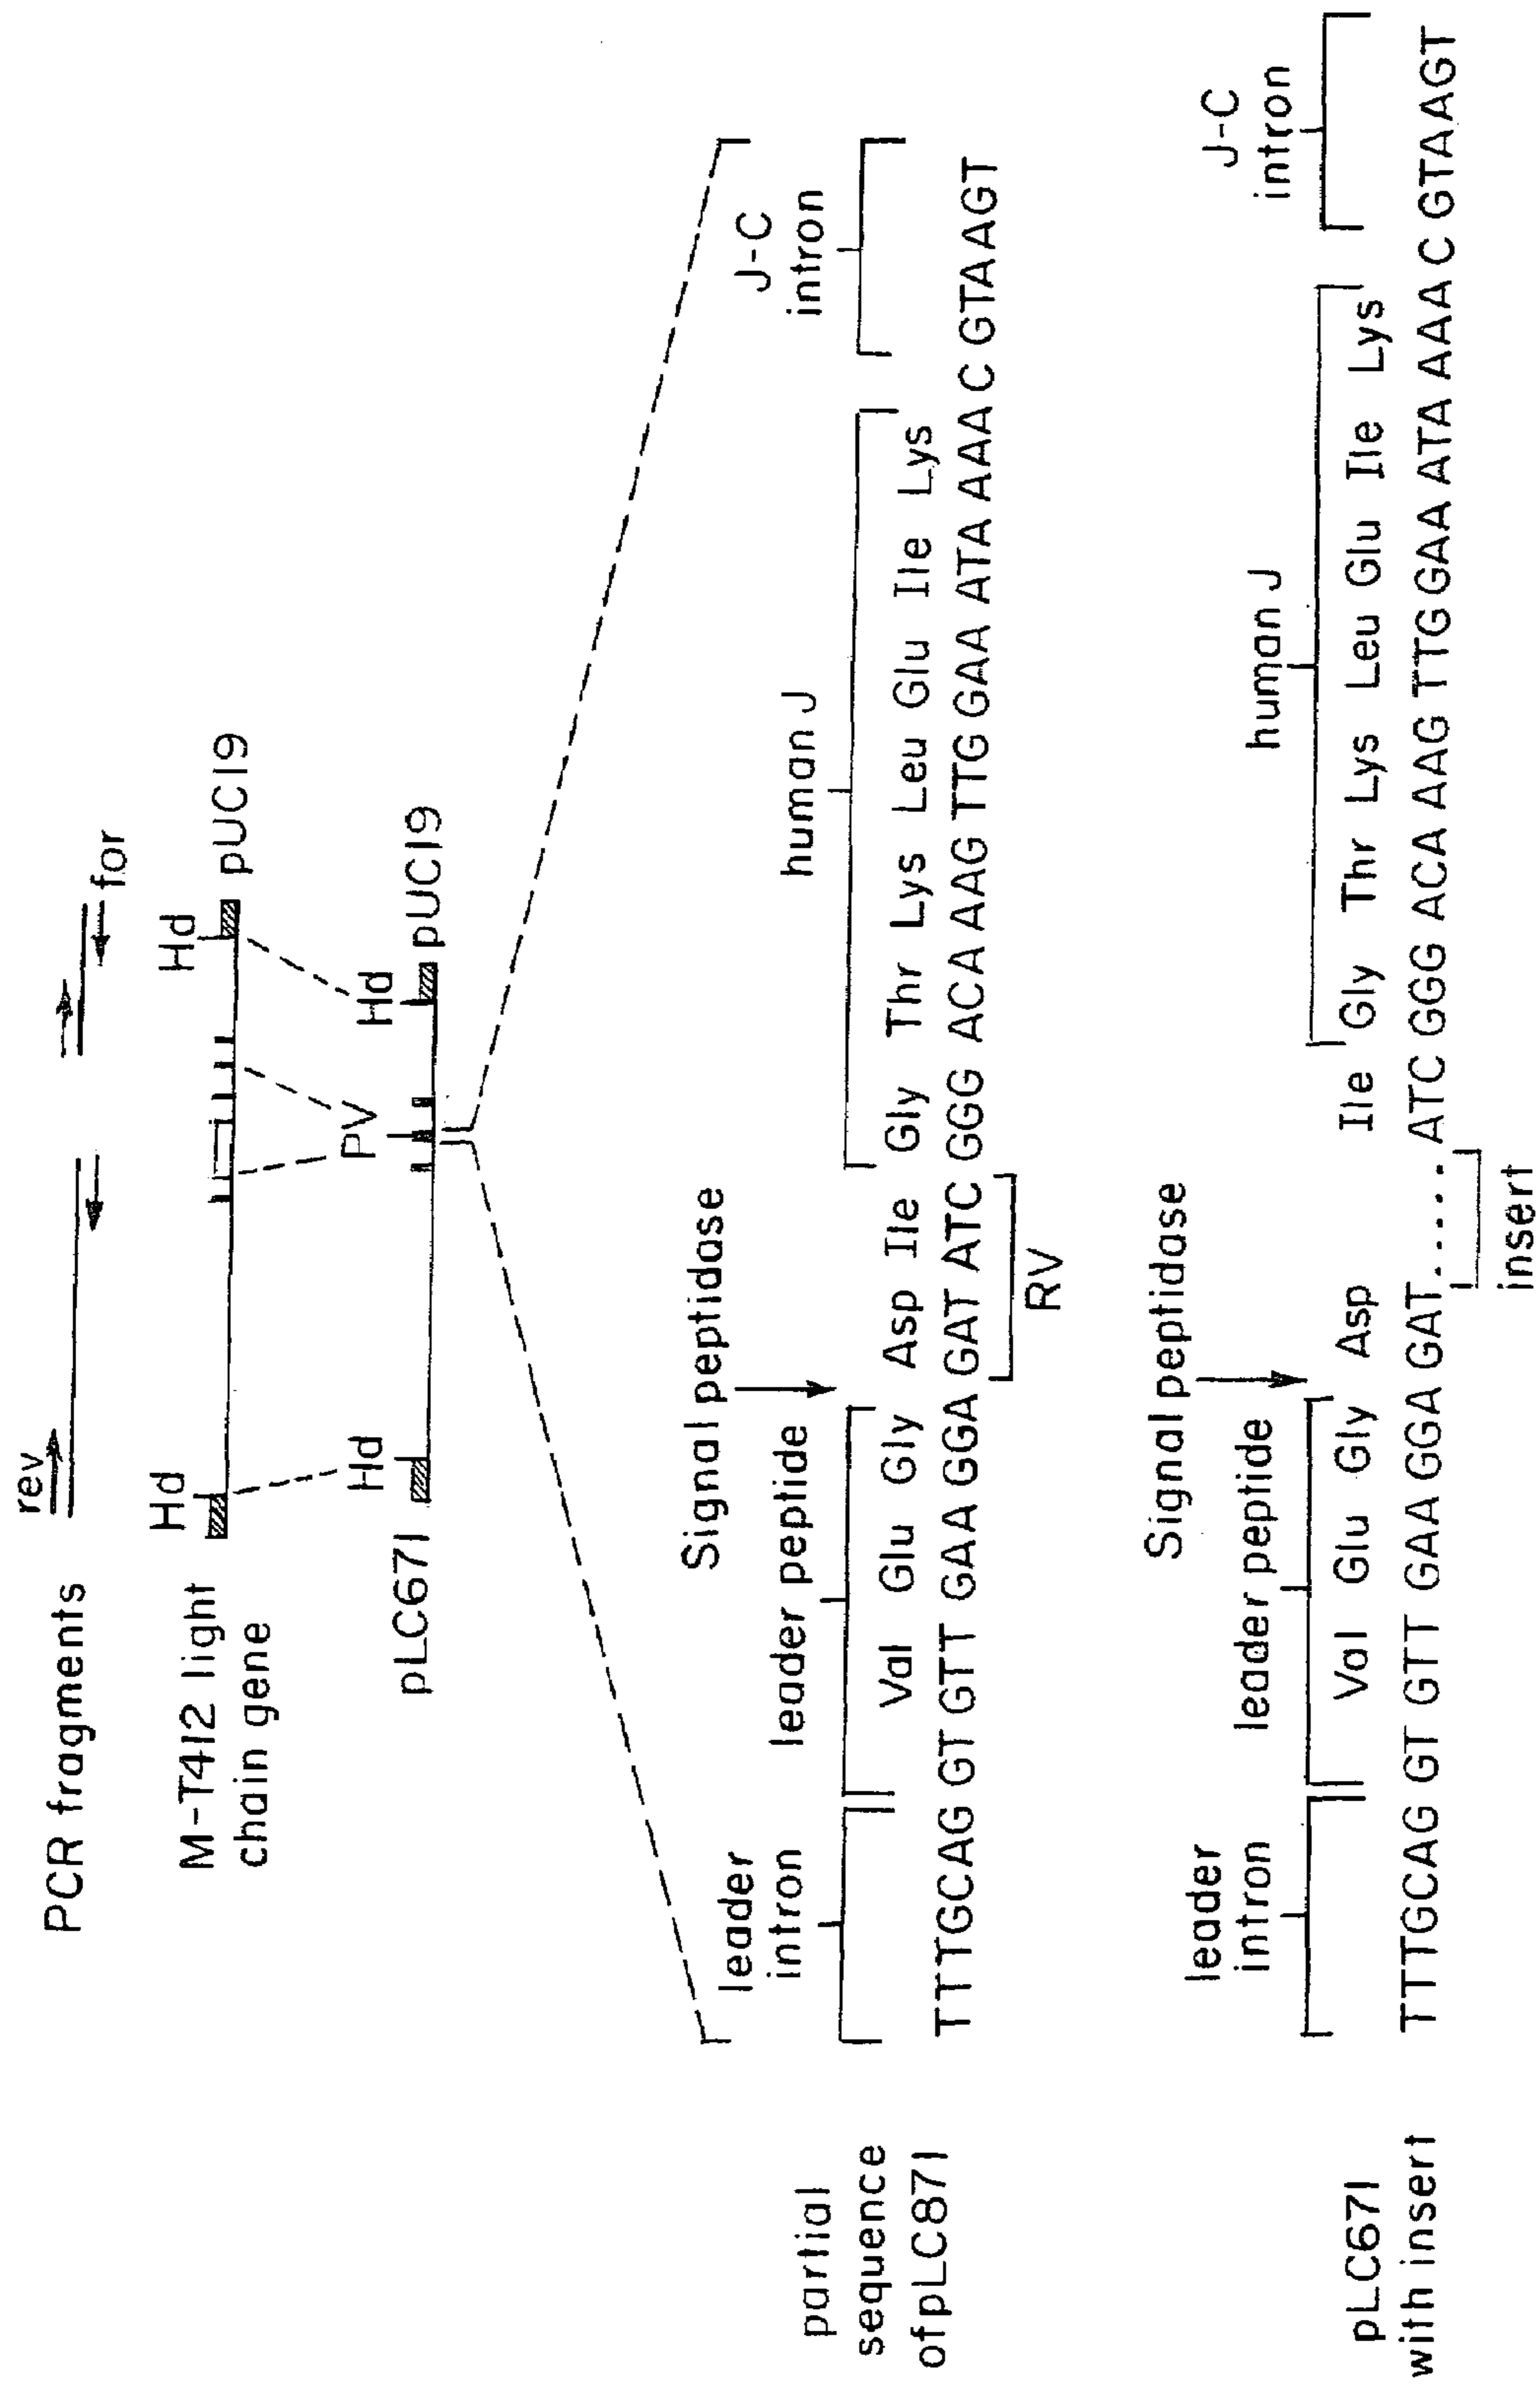 PCR fragments
rev
for
M-T412 light
chain gene
Hd
Hd
pUC19
PV
pLC671
Hd
Hd
pUC19
Signal peptidase
leader
intron
leader peptide
human J
J-C
intron
partial
sequence
of pLC871
Val Glu Gly Asp Ile Gly Thr Lys Leu Glu Ile Lys
TTTGCAG GT GTT GAA GGA GAT ATC GGG ACA AAG TTG GAA ATA AAA C GTAAGT
RV
Signal peptidase
leader
intron
leader peptide
human J
J-C
intron
pLC671
with insert
Val Glu Gly Asp Ile Gly Thr Lys Leu Glu Ile Lys
TTTGCAG GT GTT GAA GGA GAT...... ATC GGG ACA AAG TTG GAA ATA AAA C GTAAGT
insert